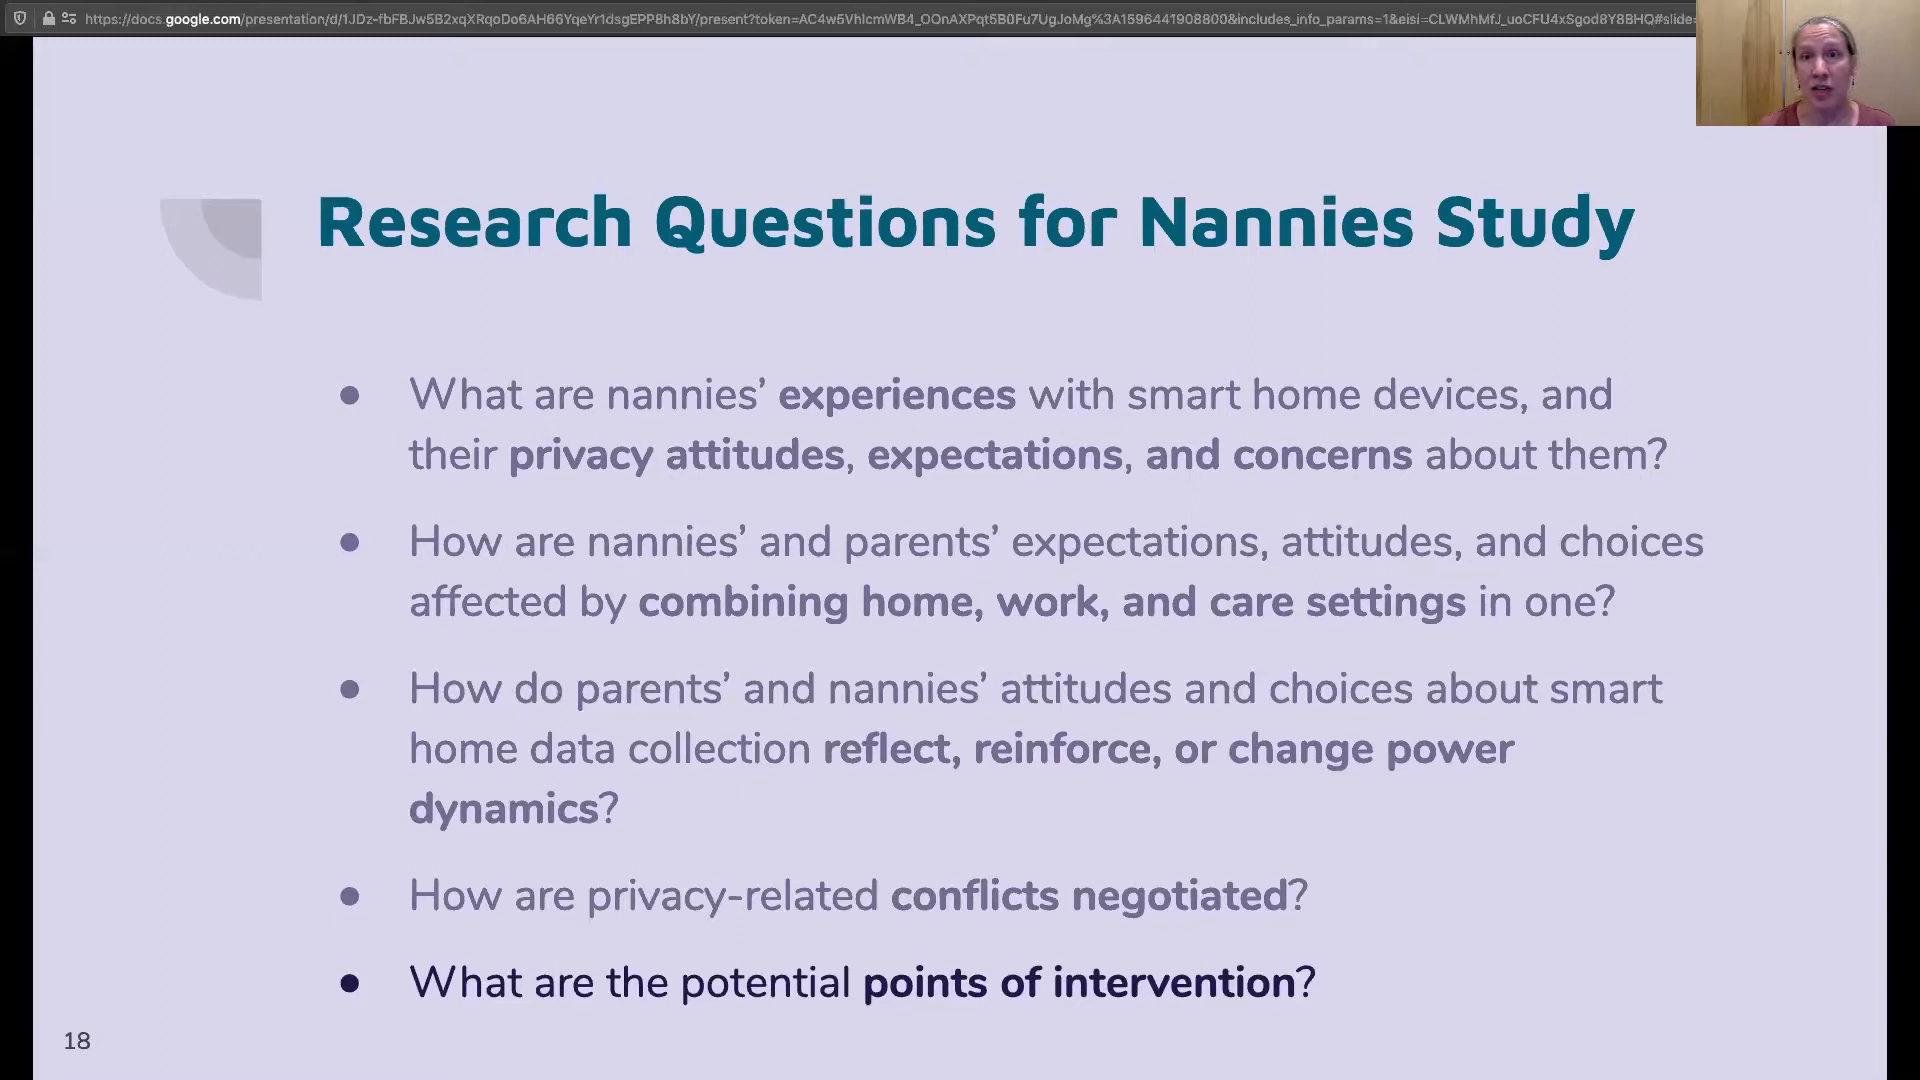 https://docs.google.com/presentation/d/1JDz-fbFBJw5B2xqXRqoDo6AH66YqeYr1dsgEPP8h8bY/present?token=AC4w5VhlcmWB4_OOnAXPqt5B0Fu7UgJoMg%3A1596441908800&includes_info_params=1&eisi=CLWMhMfJ_uoCFU4xSgod8Y8BHQ#slide=
Research Questions for Nannies Study
● What are nannies’ experiences with smart home devices, and
their privacy attitudes, expectations, and concerns about them?
● How are nannies’ and parents’ expectations, attitudes, and choices
affected by combining home, work, and care settings in one?
● How do parents’ and nannies’ attitudes and choices about smart
home data collection reflect, reinforce, or change power
dynamics?
● How are privacy-related conflicts negotiated?
● What are the potential points of intervention?
18